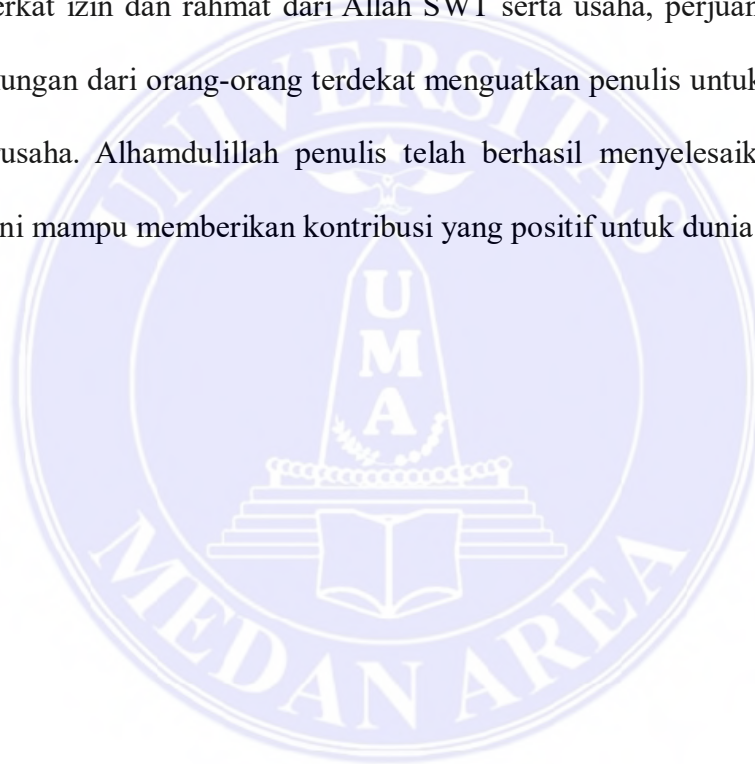 erkat izin dan rahmat dari Allah SWT serta usaha, perjuan
ungan dari orang-orang terdekat menguatkan penulis untuk
usaha. Alhamdulillah penulis telah berhasil menyelesaik
ni mampu memberikan kontribusi yang positif untuk dunia
UNIVERSITAS
U
M
A
MEDAN AREA